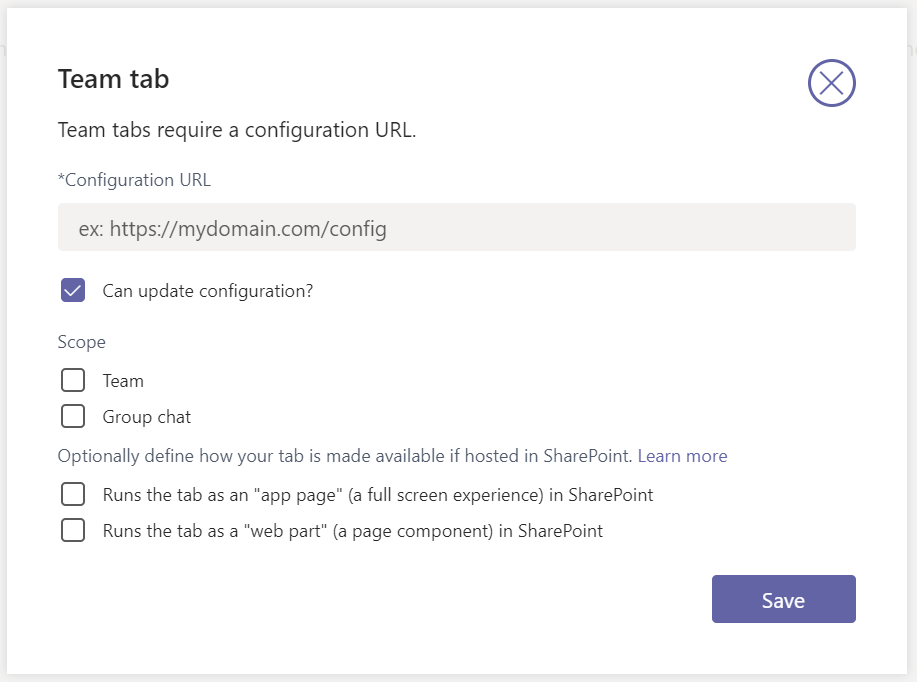 Team tab
Team tabs require a configuration URL.
*Configuration URL
ex: https://mydomain.com/config
Can update configuration?
Scope
Team
Group chat
Optionally define how your tab is made available if hosted in SharePoint. Learn more
Runs the tab as an "app page" (a full screen experience) in SharePoint
Runs the tab as a "web part" (a page component) in SharePoint
Save